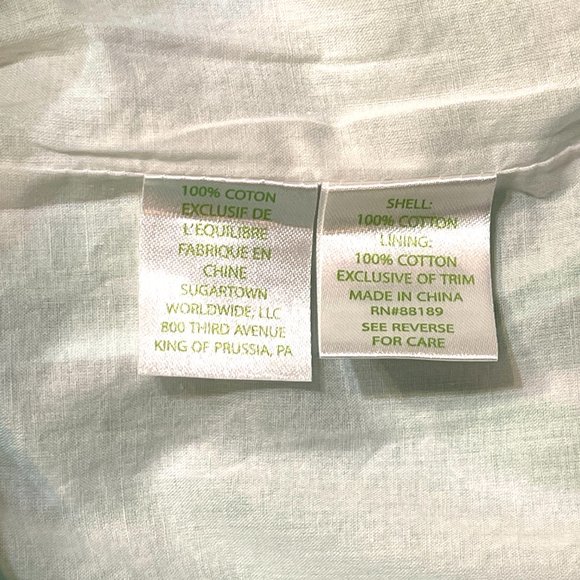 100% COTON
EXCLUSIF DE
L'ÉQUILIBRE
FABRIQUE EN
CHINE
SUGARTOWN
WORLDWIDE, LLC
800 THIRD AVENUE
KING OF PRUSSIA, PA
SHELL:
100% COTTON
LINING:
100% COTTON
EXCLUSIVE OF TRIM
MADE IN CHINA
RN#88189
SEE REVERSE
FOR CARE